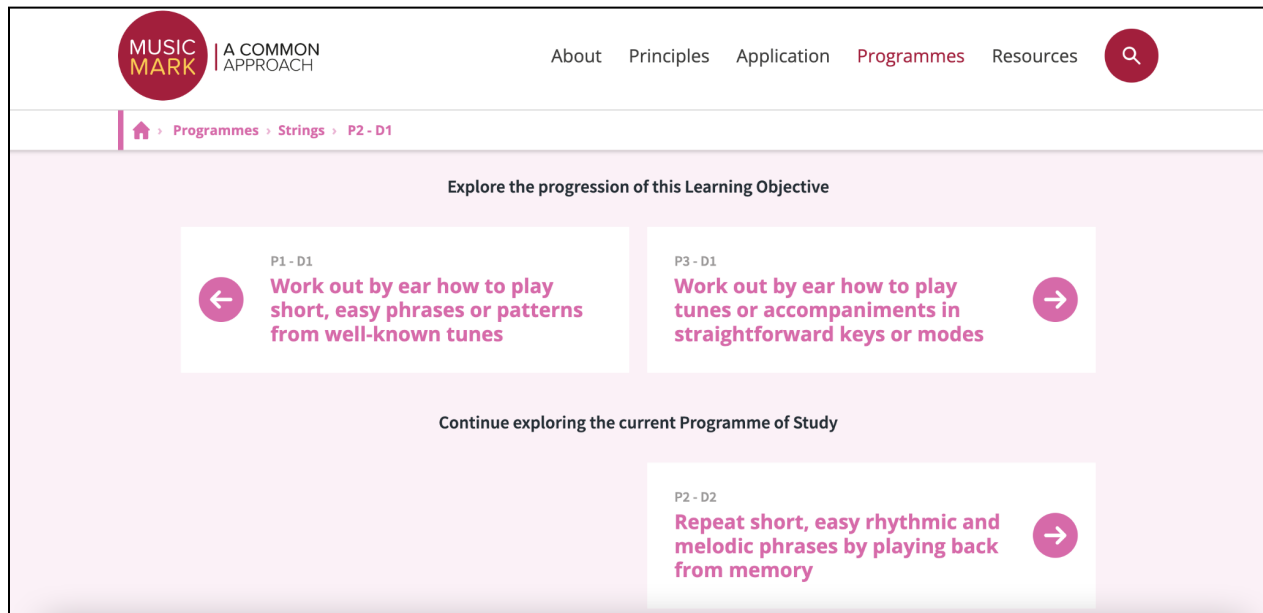 MUSIC
MARK
A COMMON
APPROACH
About Principles Application Programmes Resources
Programmes › Strings › P2 - D1
Explore the progression of this Learning Objective
P1 - D1
Work out by ear how to play
short, easy phrases or patterns
from well-known tunes
P3 - D1
Work out by ear how to play
tunes or accompaniments in
straightforward keys or modes
Continue exploring the current Programme of Study
P2 - D2
Repeat short, easy rhythmic and
melodic phrases by playing back
from memory